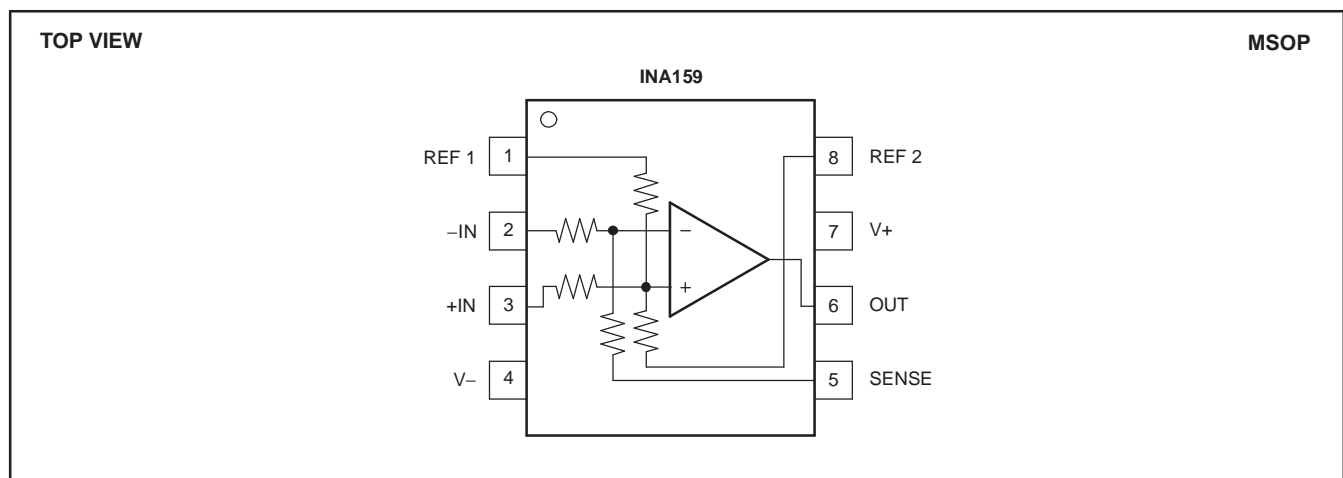 TOP VIEW
MSOP
INA159
REF 1 1
8 REF 2
−IN 2
−
7 V+
+IN 3
+
6 OUT
V− 4
5 SENSE